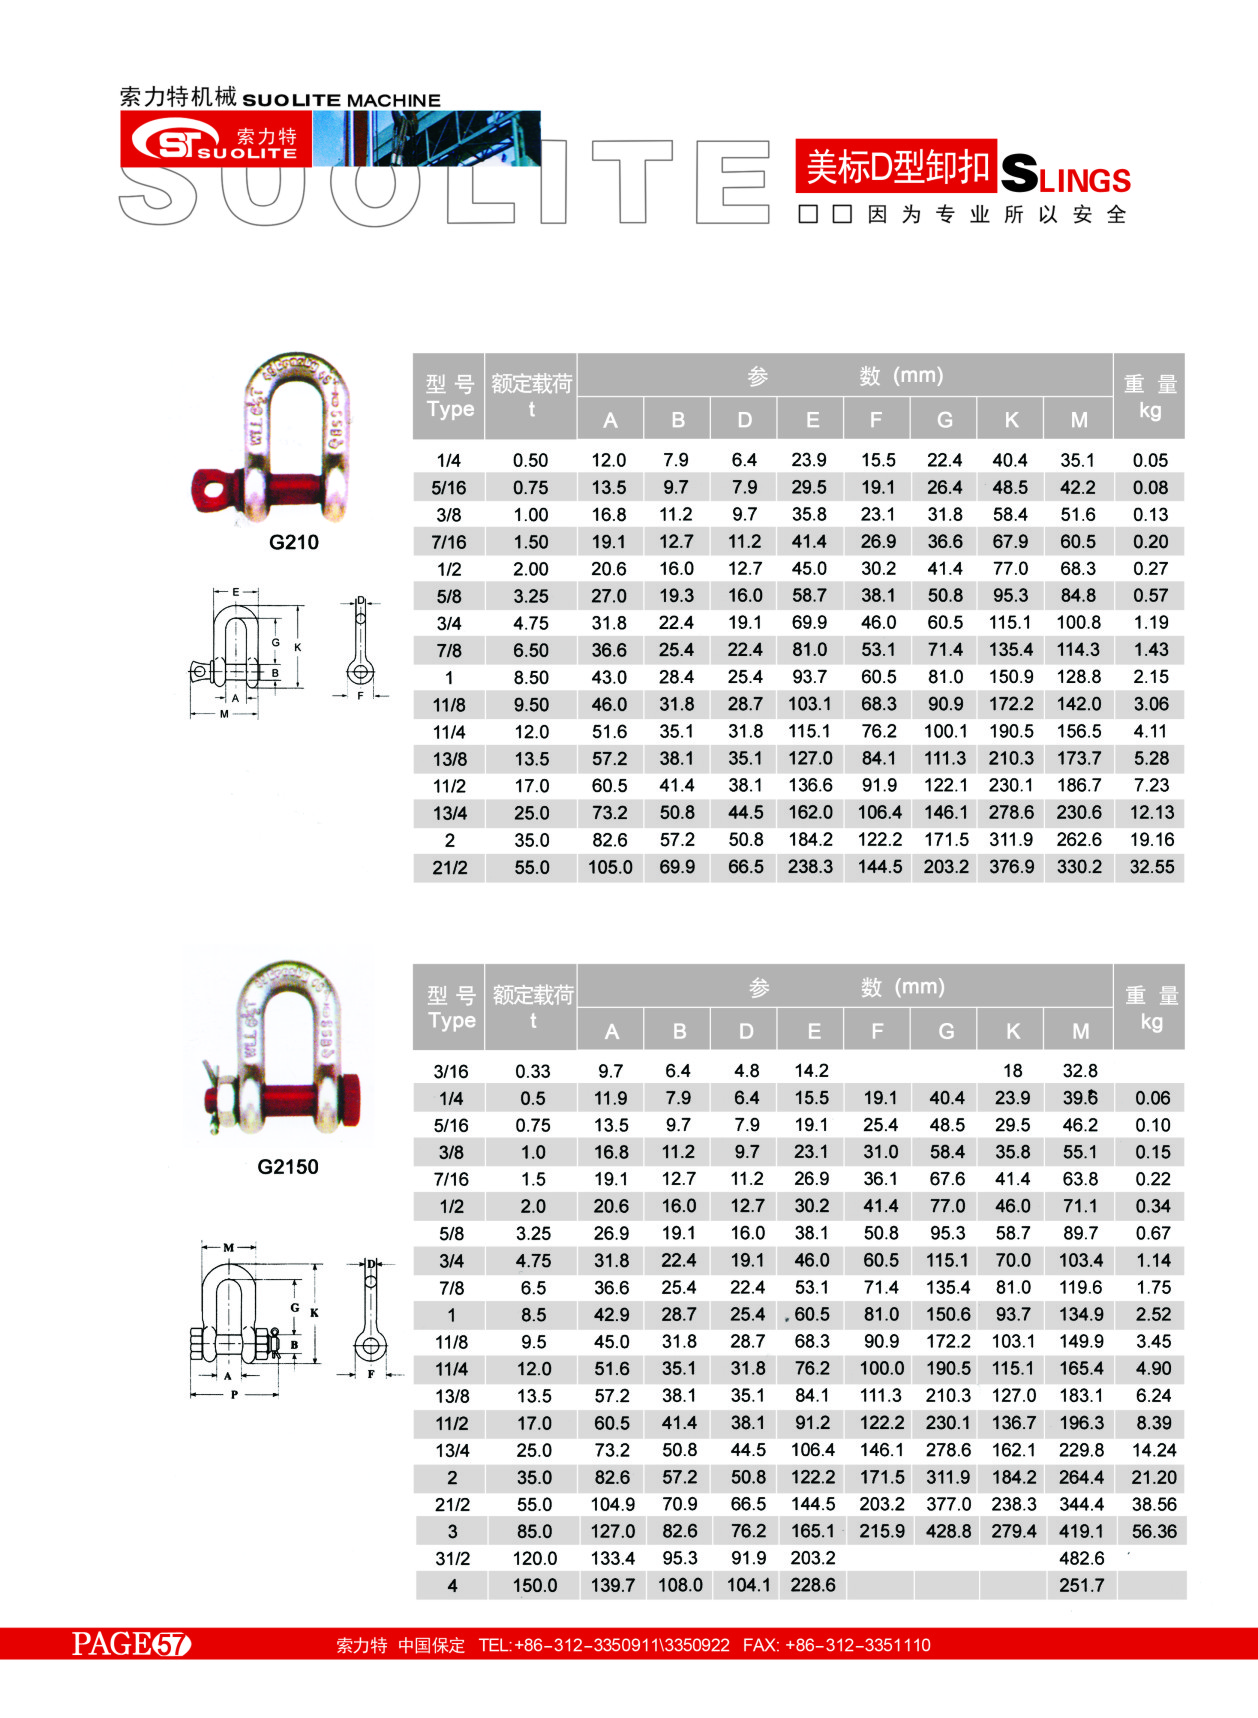 索力特机械 SUOLITE MACHINE
ST 索力特
SUOLITE
SUOLITE
美标D型卸扣 SLINGS
□ □ 因 为 专 业 所 以 安 全
G210
E
D
G
K
B
A
F
M
型 号 额定载荷 参 数 (mm) 重 量
Type t A B D E F G K M kg
1/4 0.50 12.0 7.9 6.4 23.9 15.5 22.4 40.4 35.1 0.05
5/16 0.75 13.5 9.7 7.9 29.5 19.1 26.4 48.5 42.2 0.08
3/8 1.00 16.8 11.2 9.7 35.8 23.1 31.8 58.4 51.6 0.13
7/16 1.50 19.1 12.7 11.2 41.4 26.9 36.6 67.9 60.5 0.20
1/2 2.00 20.6 16.0 12.7 45.0 30.2 41.4 77.0 68.3 0.27
5/8 3.25 27.0 19.3 16.0 58.7 38.1 50.8 95.3 84.8 0.57
3/4 4.75 31.8 22.4 19.1 69.9 46.0 60.5 115.1 100.8 1.19
7/8 6.50 36.6 25.4 22.4 81.0 53.1 71.4 135.4 114.3 1.43
1 8.50 43.0 28.4 25.4 93.7 60.5 81.0 150.9 128.8 2.15
11/8 9.50 46.0 31.8 28.7 103.1 68.3 90.9 172.2 142.0 3.06
11/4 12.0 51.6 35.1 31.8 115.1 76.2 100.1 190.5 156.5 4.11
13/8 13.5 57.2 38.1 35.1 127.0 84.1 111.3 210.3 173.7 5.28
11/2 17.0 60.5 41.4 38.1 136.6 91.9 122.1 230.1 186.7 7.23
13/4 25.0 73.2 50.8 44.5 162.0 106.4 146.1 278.6 230.6 12.13
2 35.0 82.6 57.2 50.8 184.2 122.2 171.5 311.9 262.6 19.16
21/2 55.0 105.0 69.9 66.5 238.3 144.5 203.2 376.9 330.2 32.55
G2150
M
D
G
K
B
A
F
P
型 号 额定载荷 参 数 (mm) 重 量
Type t A B D E F G K M kg
3/16 0.33 9.7 6.4 4.8 14.2 18 32.8
1/4 0.5 11.9 7.9 6.4 15.5 19.1 40.4 23.9 39.6 0.06
5/16 0.75 13.5 9.7 7.9 19.1 25.4 48.5 29.5 46.2 0.10
3/8 1.0 16.8 11.2 9.7 23.1 31.0 58.4 35.8 55.1 0.15
7/16 1.5 19.1 12.7 11.2 26.9 36.1 67.6 41.4 63.8 0.22
1/2 2.0 20.6 16.0 12.7 30.2 41.4 77.0 46.0 71.1 0.34
5/8 3.25 26.9 19.1 16.0 38.1 50.8 95.3 58.7 89.7 0.67
3/4 4.75 31.8 22.4 19.1 46.0 60.5 115.1 70.0 103.4 1.14
7/8 6.5 36.6 25.4 22.4 53.1 71.4 135.4 81.0 119.6 1.75
1 8.5 42.9 28.7 25.4 60.5 81.0 150.6 93.7 134.9 2.52
11/8 9.5 45.0 31.8 28.7 68.3 90.9 172.2 103.1 149.9 3.45
11/4 12.0 51.6 35.1 31.8 76.2 100.0 190.5 115.1 165.4 4.90
13/8 13.5 57.2 38.1 35.1 84.1 111.3 210.3 127.0 183.1 6.24
11/2 17.0 60.5 41.4 38.1 91.2 122.2 230.1 136.7 196.3 8.39
13/4 25.0 73.2 50.8 44.5 106.4 146.1 278.6 162.1 229.8 14.24
2 35.0 82.6 57.2 50.8 122.2 171.5 311.9 184.2 264.4 21.20
21/2 55.0 104.9 70.9 66.5 144.5 203.2 377.0 238.3 344.4 38.56
3 85.0 127.0 82.6 76.2 165.1 215.9 428.8 279.4 419.1 56.36
31/2 120.0 133.4 95.3 91.9 203.2 482.6
4 150.0 139.7 108.0 104.1 228.6 251.7
PAGE 57 索力特 中国保定 TEL:+86-312-3350911\3350922 FAX: +86-312-3351110